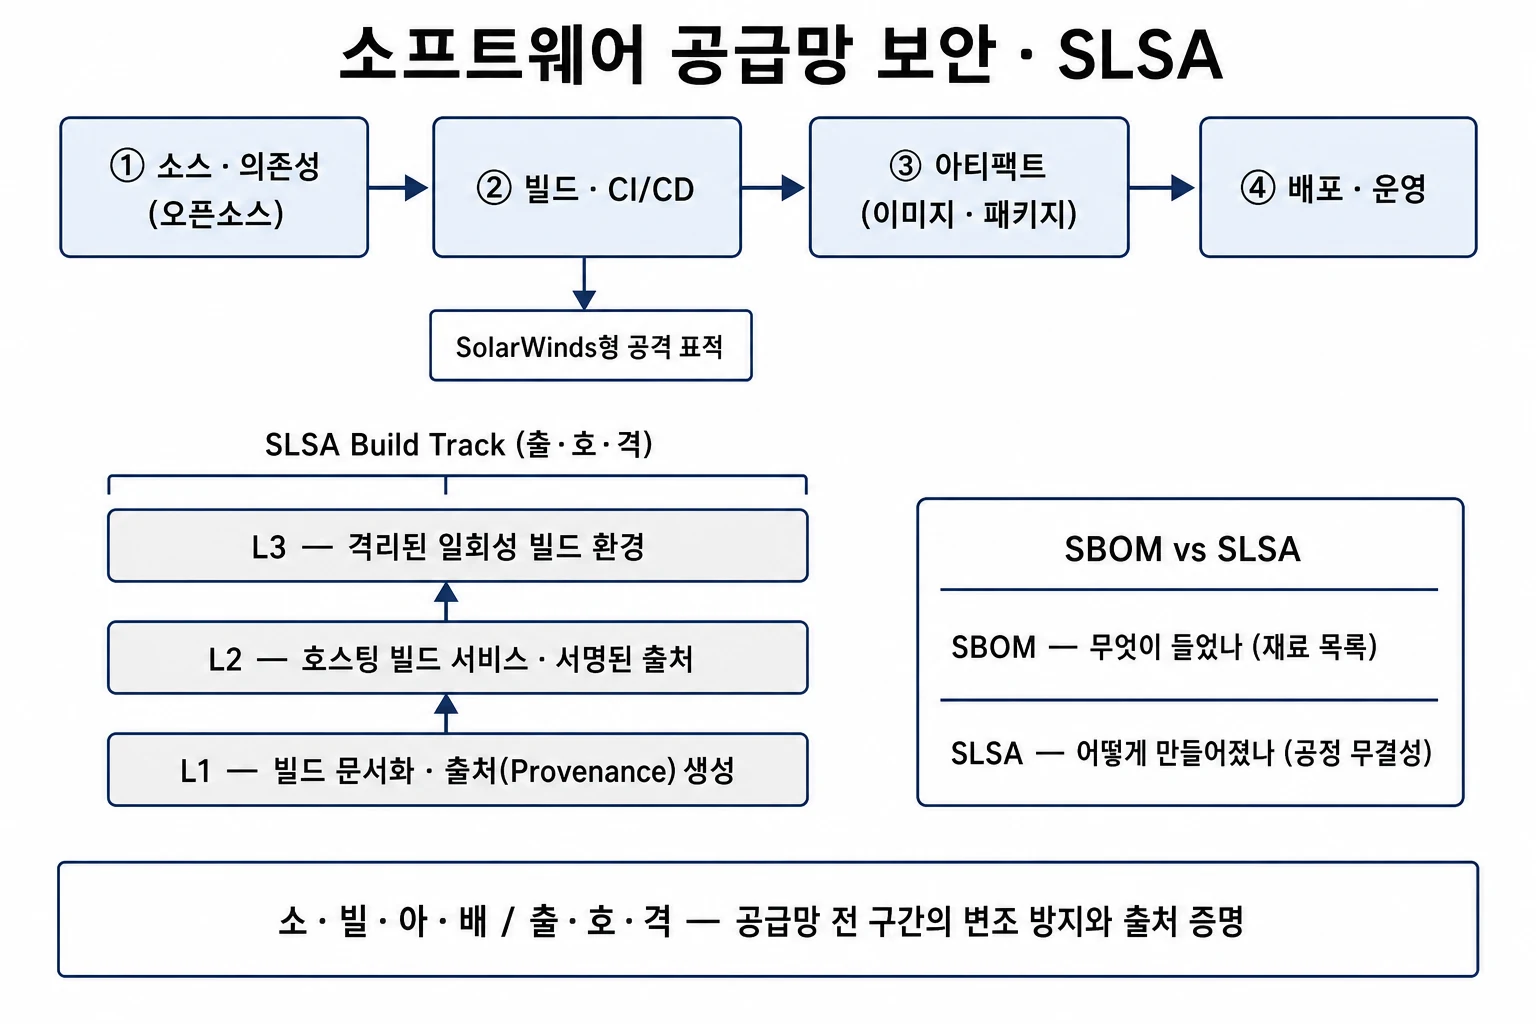 소프트웨어 공급망 보안 · SLSA
① 소스 · 의존성
(오픈소스)
② 빌드 · CI/CD
③ 아티팩트
(이미지 · 패키지)
④ 배포 · 운영
SolarWinds형 공격 표적
SLSA Build Track (출 · 호 · 격)
L3 — 격리된 일회성 빌드 환경
L2 — 호스팅 빌드 서비스 · 서명된 출처
L1 — 빌드 문서화 · 출처(Provenance) 생성
SBOM vs SLSA
SBOM — 무엇이 들었나 (재료 목록)
SLSA — 어떻게 만들어졌나 (공정 무결성)
소 · 빌 · 아 · 배 / 출 · 호 · 격 — 공급망 전 구간의 변조 방지와 출처 증명